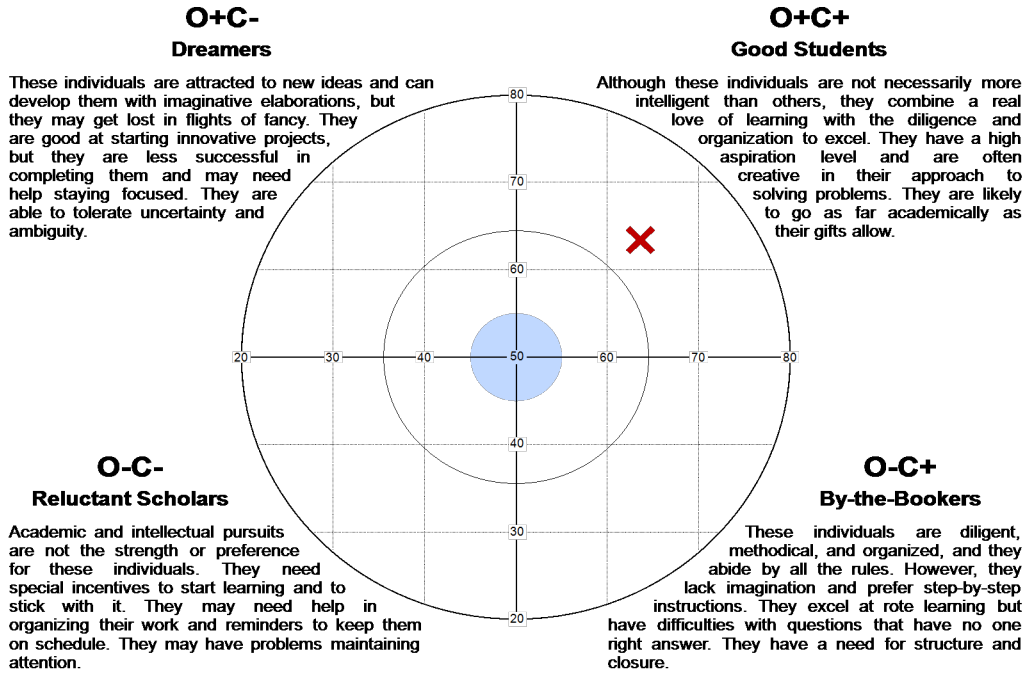 O+C-
Dreamers
These individuals are attracted to new ideas and can
develop them with imaginative elaborations, but
they may get lost in flights of fancy. They
are good at starting innovative projects,
but they are less successful in
completing them and may need
help staying focused. They are
able to tolerate uncertainty and
ambiguity.
O+C+
Good Students
Although these individuals are not necessarily more
intelligent than others, they combine a real
love of learning with the diligence and
organization to excel. They have a high
aspiration level and are often
creative in their approach to
solving problems. They are likely
to go as far academically as
their gifts allow.
80
70
60
20 30 40 50 60 70 80
40
30
20
O-C-
Reluctant Scholars
Academic and intellectual pursuits
are not the strength or preference
for these individuals. They need
special incentives to start learning and to
stick with it. They may need help in
organizing their work and reminders to keep them
on schedule. They may have problems maintaining
attention.
O-C+
By-the-Bookers
These individuals are diligent,
methodical, and organized, and they
abide by all the rules. However, they
lack imagination and prefer step-by-step
instructions. They excel at rote learning but
have difficulties with questions that have no one
right answer. They have a need for structure and
closure.